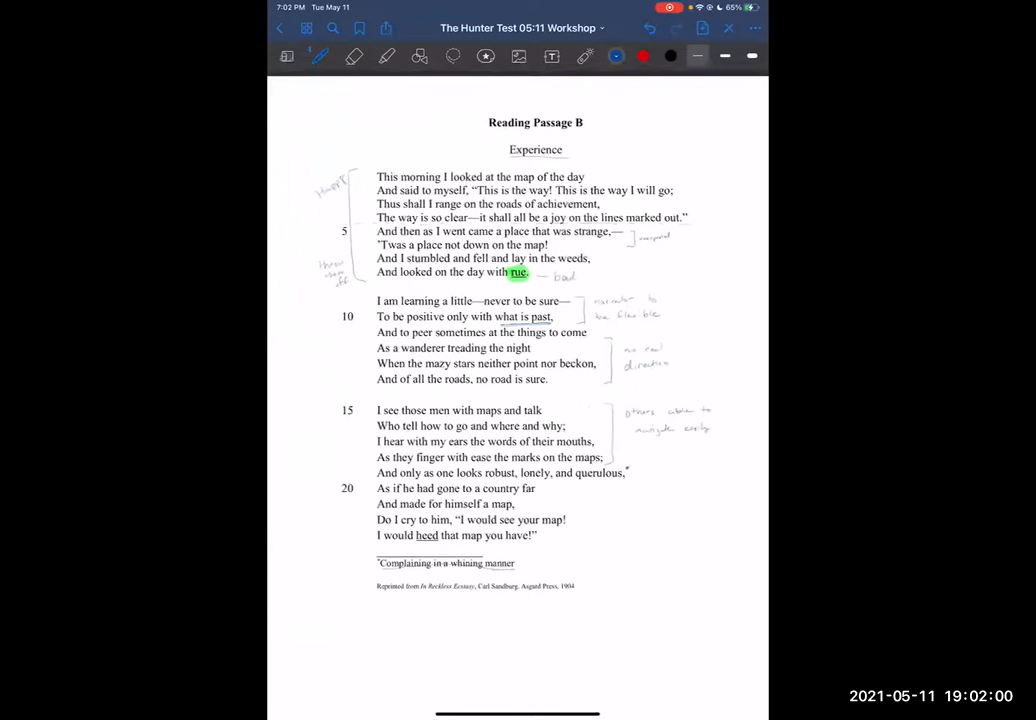 7:02 PM Tue May 11
65%
The Hunter Test 05:11 Workshop
Reading Passage B
Experience
This morning I looked at the map of the day
And said to myself, “This is the way! This is the way I will go;
Thus shall I range on the roads of achievement,
The way is so clear—it shall all be a joy on the lines marked out.”
5 And then as I went came a place that was strange,—
'Twas a place not down on the map!
And I stumbled and fell and lay in the weeds,
And looked on the day with rue. — bad
I am learning a little—never to be sure—
10 To be positive only with what is past,
And to peer sometimes at the things to come
As a wanderer treading the night
When the mazy stars neither point nor beckon,
And of all the roads, no road is sure.
narrator to
be flexible
no real
direction
15 I see those men with maps and talk
Who tell how to go and where and why;
I hear with my ears the words of their mouths,
As they finger with ease the marks on the maps;
And only as one looks robust, lonely, and querulous,*
20 As if he had gone to a country far
And made for himself a map,
Do I cry to him, “I would see your map!
I would heed that map you have!”
others able to
navigate easily
*Complaining in a whining manner
Reprinted from In Reckless Ecstasy, Carl Sandburg. Asgard Press, 1904
2021-05-11 19:02:00